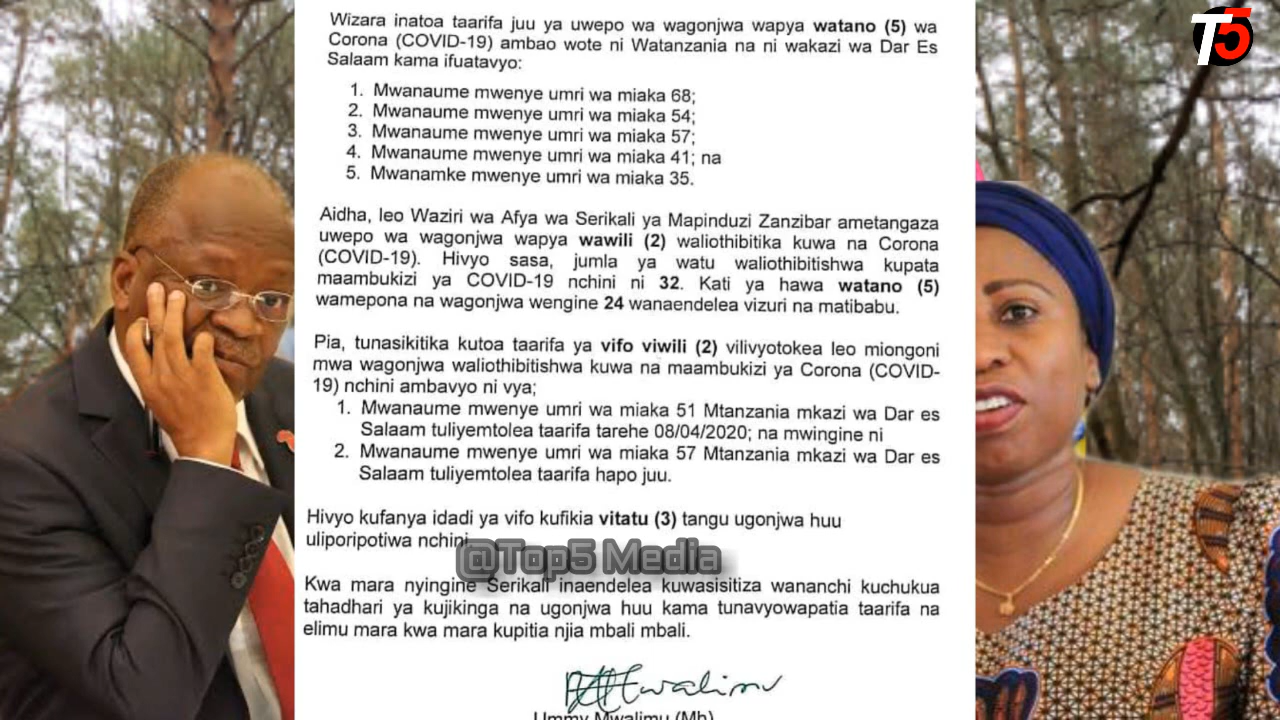 T5
Wizara inatoa taarifa juu ya uwepo wa wagonjwa wapya watano (5) wa
Corona (COVID-19) ambao wote ni Watanzania na ni wakazi wa Dar Es
Salaam kama ifuatavyo:
1. Mwanaume mwenye umri wa miaka 68;
2. Mwanaume mwenye umri wa miaka 54;
3. Mwanaume mwenye umri wa miaka 57;
4. Mwanaume mwenye umri wa miaka 41; na
5. Mwanamke mwenye umri wa miaka 35.
Aidha, leo Waziri wa Afya wa Serikali ya Mapinduzi Zanzibar ametangaza
uwepo wa wagonjwa wapya wawili (2) waliothibitika kuwa na Corona
(COVID-19). Hivyo sasa, jumla ya watu waliothibitishwa kupata
maambukizi ya COVID-19 nchini ni 32. Kati ya hawa watano (5)
wamepona na wagonjwa wengine 24 wanaendelea vizuri na matibabu.
Pia, tunasikitika kutoa taarifa ya vifo viwili (2) vilivyotokea leo miongoni
mwa wagonjwa waliothibitishwa kuwa na maambukizi ya Corona (COVID-
19) nchini ambavyo ni vya;
1. Mwanaume mwenye umri wa miaka 51 Mtanzania mkazi wa Dar es
Salaam tuliyemtolea taarifa tarehe 08/04/2020; na mwingine ni
2. Mwanaume mwenye umri wa miaka 57 Mtanzania mkazi wa Dar es
Salaam tuliyemtolea taarifa hapo juu.
Hivyo kufanya idadi ya vifo kufikia vitatu (3) tangu ugonjwa huu
uliporipotiwa nchini
@Top5 Media
Kwa mara nyingine Serikali inaendelea kuwasisitiza wananchi kuchukua
tahadhari ya kujikinga na ugonjwa huu kama tunavyowapatia taarifa na
elimu mara kwa mara kupitia njia mbali mbali.
Ummy Mwalimu (Mb)